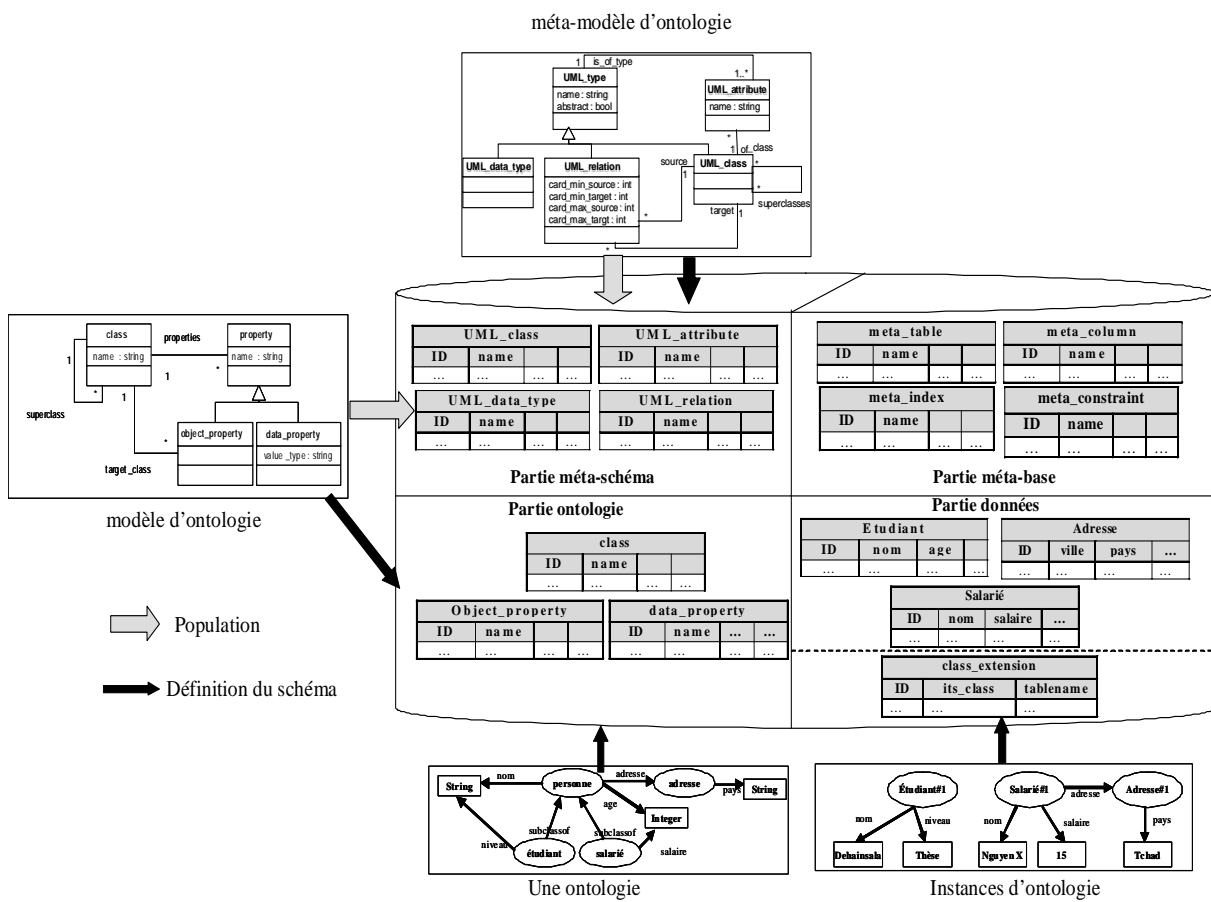 méta-modèle d'ontologie
1 is_of_type
1..*
UML_type
name : string
abstract : bool
UML_attribute
name : string
*
1 of_class
UML_data_type
UML_relation
card_min_source : int
card_min_target : int
card_max_source : int
card_max_targt : int
source
1
UML_class
*
*
superclasses
*
target
1
*
class
name : string
properties
property
name : string
1
1
*
*
1
superclass
*
object_property
data_property
value_type : string
target_class
modèle d'ontologie
UML_class
ID name
... ... ... ...
UML_attribute
ID name
... ... ... ...
UML_data_type
ID name
... ... ... ...
UML_relation
ID name
... ... ... ...
Partie méta-schéma
meta_table
ID name
... ... ... ...
meta_column
ID name
... ... ... ...
meta_index
ID name
... ... ... ...
meta_constraint
ID name
... ... ... ...
Partie méta-base
Partie ontologie
class
ID name
... ... ... ...
Object_property
ID name
... ... ... ...
data_property
ID name ... ...
... ... ... ...
Partie données
Etudiant
ID nom age
... ... ... ...
Adresse
ID ville pays ...
... ... ...
Salarié
ID nom salaire ...
... ... ...
class_extension
ID its_class tablename
... ... ...
Population
Définition du schéma
String
nom
personne
adresse
adresse
pays
String
age
Integer
subclassof
subclassof
niveau
étudiant
salarié
salaire
Une ontologie
Étudiant#1
Salarié#1
adresse
Adresse#1
nom
niveau
nom
salaire
pays
Dehainsala
Thèse
Nguyen X
15
Tchad
Instances d'ontologie